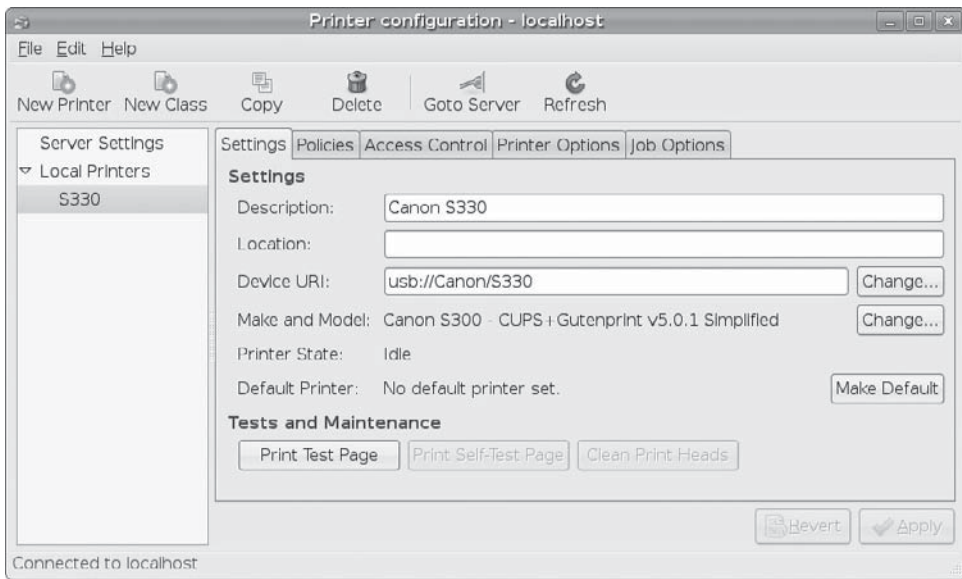 Printer configuration - localhost
File Edit Help
New Printer New Class Copy Delete Goto Server Refresh
Server Settings
Local Printers
S330
Settings Policies Access Control Printer Options Job Options
Settings
Description: Canon S330
Location:
Device URI: usb://Canon/S330 Change...
Make and Model: Canon S300 - CUPS+Gutenprint v5.0.1 Simplified Change...
Printer State: Idle
Default Printer: No default printer set. Make Default
Tests and Maintenance
Print Test Page Print Self-Test Page Clean Print Heads
Revert Apply
Connected to localhost